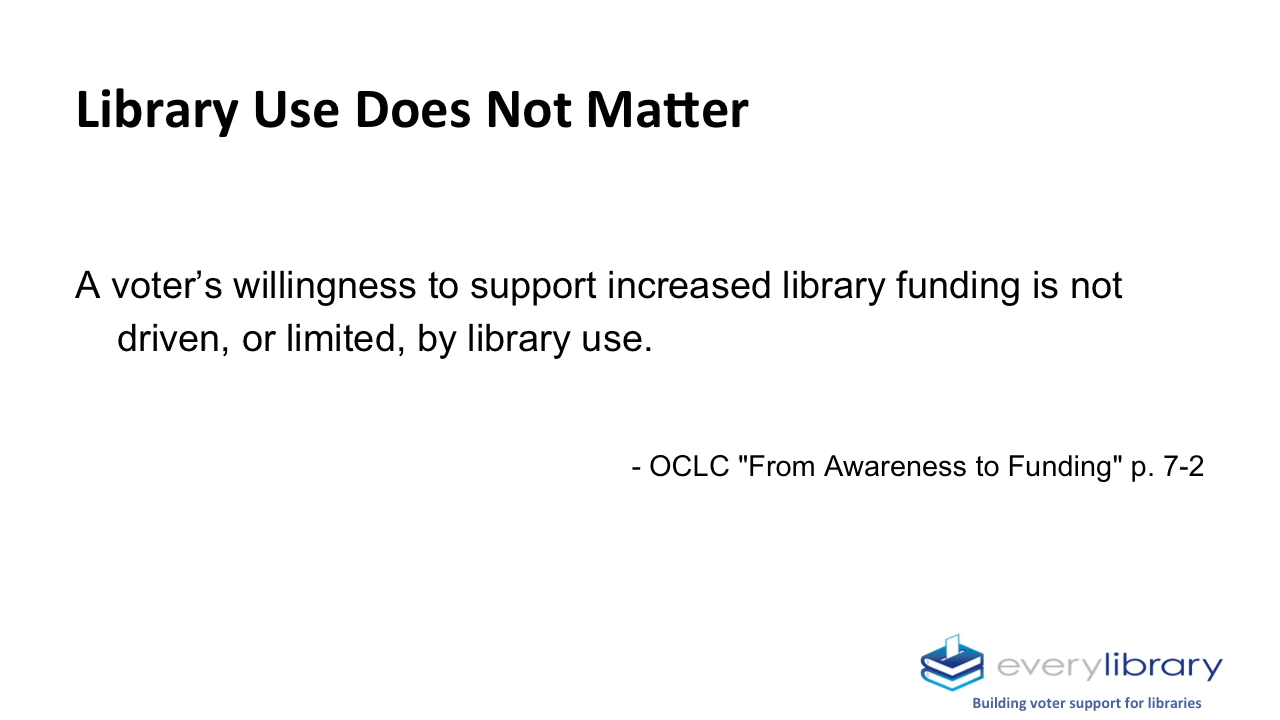 Library Use Does Not Matter
A voter’s willingness to support increased library funding is not
driven, or limited, by library use.
- OCLC "From Awareness to Funding" p. 7-2
everylibrary
Building voter support for libraries